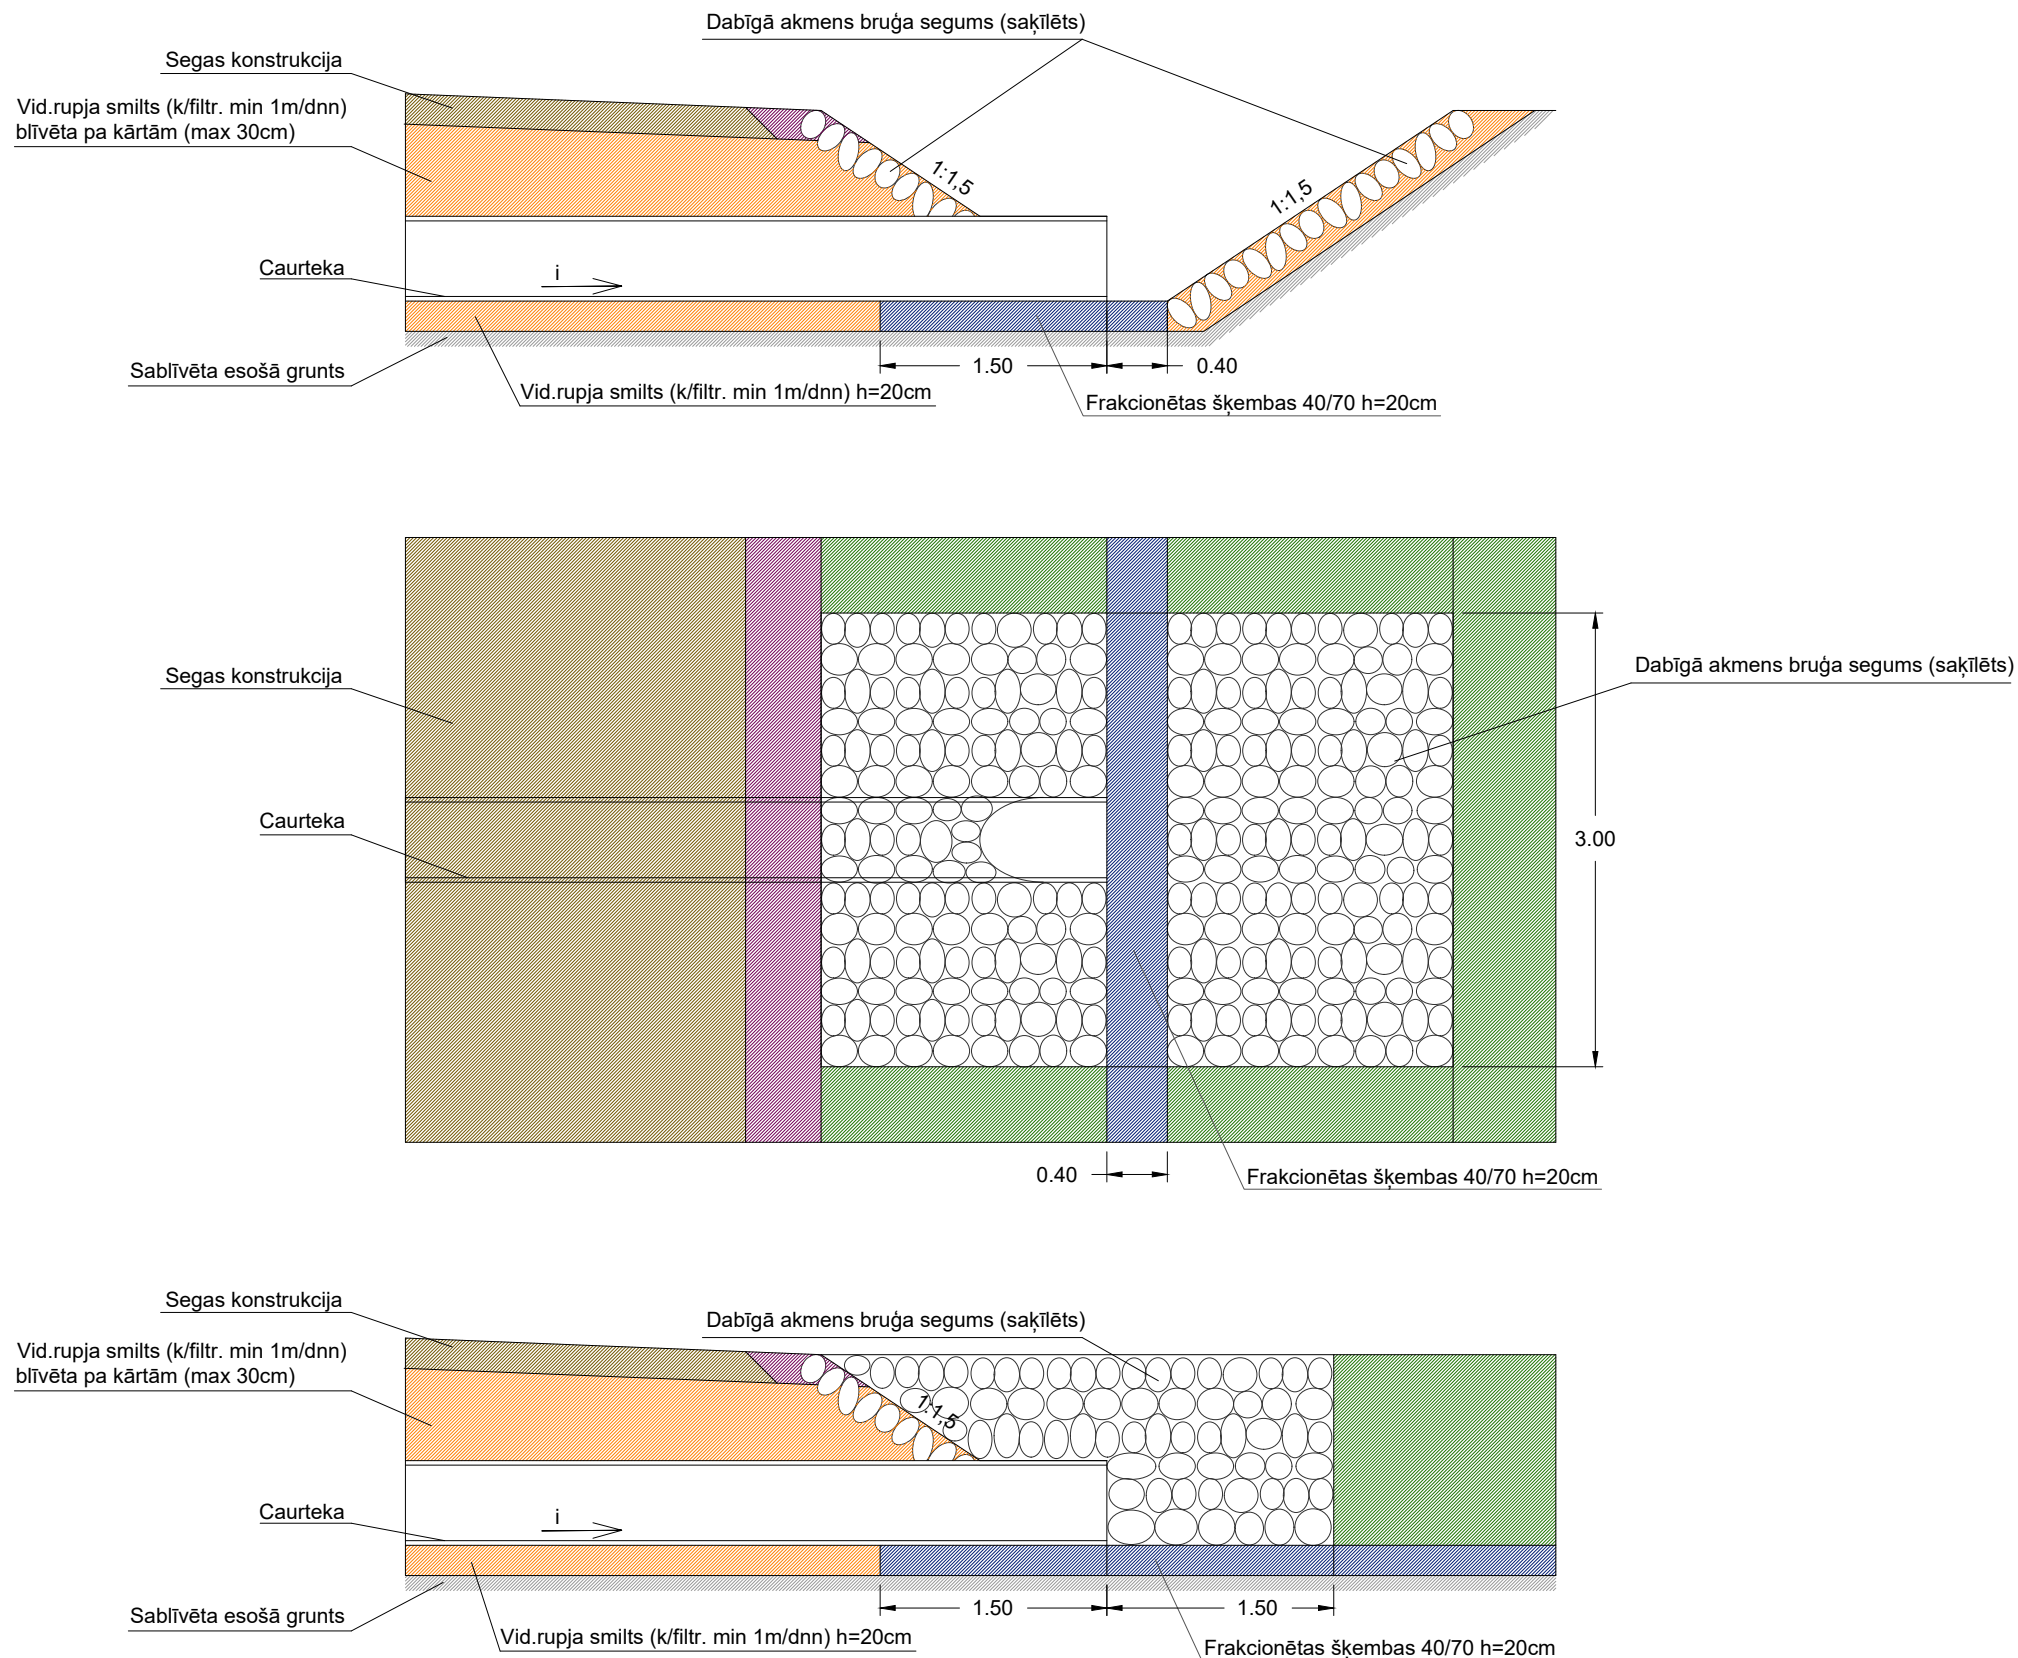 Dabīgā akmens bruģa segums (saķīlēts)
Segas konstrukcija
Vid.rupja smilts (k/filtr. min 1m/dnn)
blīvēta pa kārtām (max 30cm)
1:1,5
1:1,5
Caurteka
i
Sablīvēta esošā grunts
1.50
0.40
Vid.rupja smilts (k/filtr. min 1m/dnn) h=20cm
Frakcionētas šķembas 40/70 h=20cm
Segas konstrukcija
Dabīgā akmens bruģa segums (saķīlēts)
Caurteka
3.00
0.40
Frakcionētas šķembas 40/70 h=20cm
Segas konstrukcija
Dabīgā akmens bruģa segums (saķīlēts)
Vid.rupja smilts (k/filtr. min 1m/dnn)
blīvēta pa kārtām (max 30cm)
1:1,5
Caurteka
i
Sablīvēta esošā grunts
1.50
1.50
Vid.rupja smilts (k/filtr. min 1m/dnn) h=20cm
Frakcionētas šķembas 40/70 h=20cm